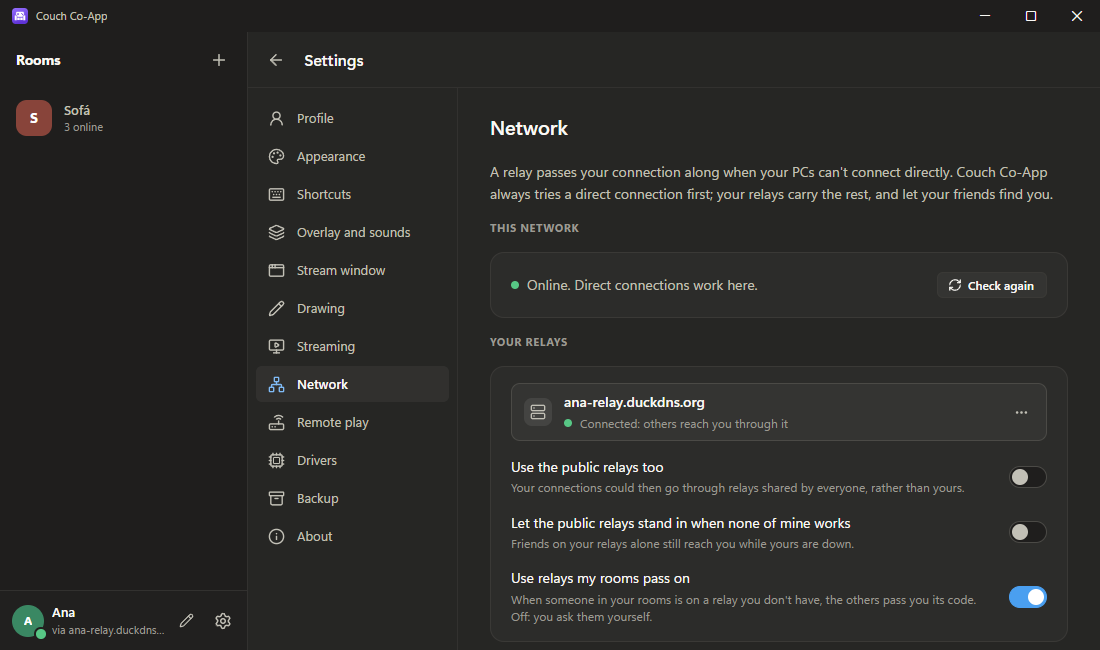 Couch Co-App
Rooms
S
Sofá
3 online
Settings
Profile
Appearance
Shortcuts
Overlay and sounds
Stream window
Drawing
Streaming
Network
Remote play
Drivers
Backup
About
Network
A relay passes your connection along when your PCs can't connect directly. Couch Co-App
always tries a direct connection first; your relays carry the rest, and let your friends find you.
THIS NETWORK
Online. Direct connections work here.
Check again
YOUR RELAYS
ana-relay.duckdns.org
Connected: others reach you through it
Use the public relays too
Your connections could then go through relays shared by everyone, rather than yours.
Let the public relays stand in when none of mine works
Friends on your relays alone still reach you while yours are down.
Use relays my rooms pass on
When someone in your rooms is on a relay you don't have, the others pass you its code.
Off: you ask them yourself.
A
Ana
via ana-relay.duckdns...